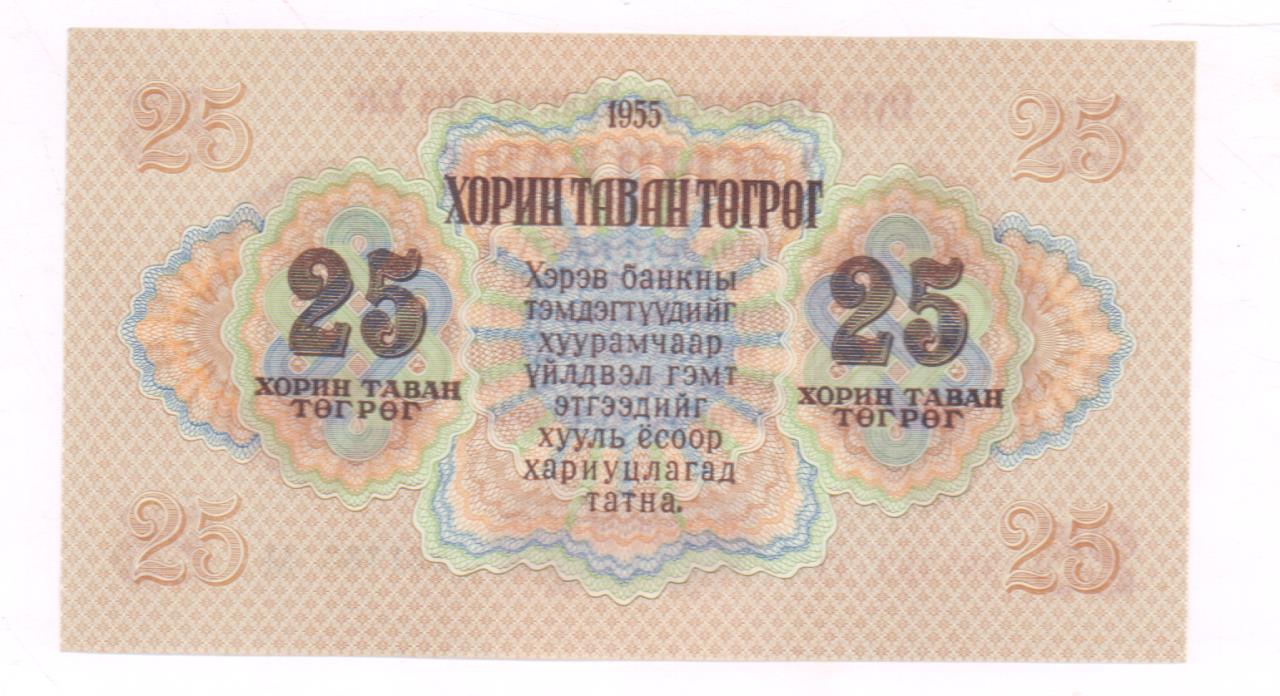 25
25
1955
ХОРИН ТАВАН ТӨГРӨГ
25
ХОРИН ТАВАН
ТӨГРӨГ
Хэрэв банкны
тэмдэгтүүдийг
хуурамчаар
үйлдвэл гэмт
этгээдийг
хууль ёсоор
хариуцлагад
татна.
25
ХОРИН ТАВАН
ТӨГРӨГ
25
25